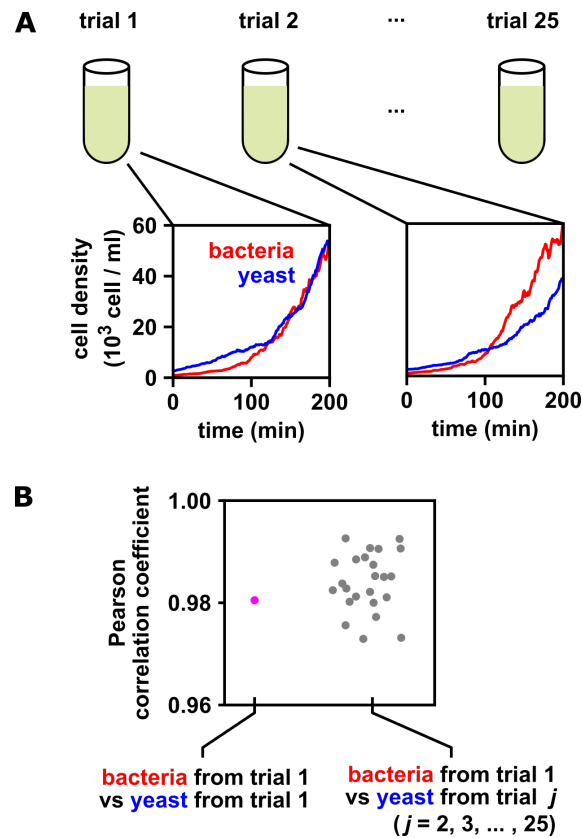 A
trial 1
trial 2
...
trial 25
...
cell density
(10³ cell / ml)
60
40
20
0
bacteria
yeast
0
100
200
time (min)
0
100
200
time (min)
B
Pearson
correlation coefficient
1.00
0.98
0.96
bacteria from trial 1
vs yeast from trial 1
bacteria from trial 1
vs yeast from trial j
( j = 2, 3, ... , 25)